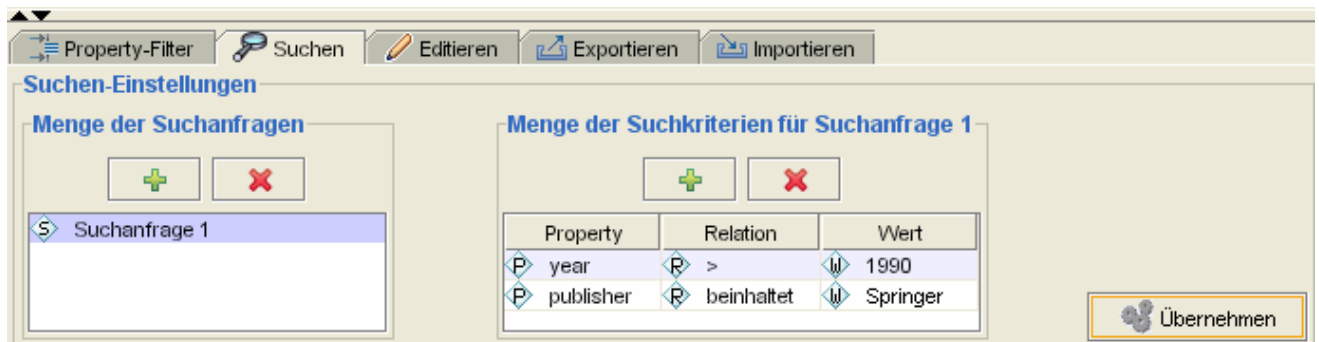 Property-Filter Suchen Editieren Exportieren Importieren
Suchen-Einstellungen
Menge der Suchanfragen
S Suchanfrage 1
Menge der Suchkriterien für Suchanfrage 1
Property Relation Wert
P year R > W 1990
P publisher R beinhaltet W Springer
Übernehmen